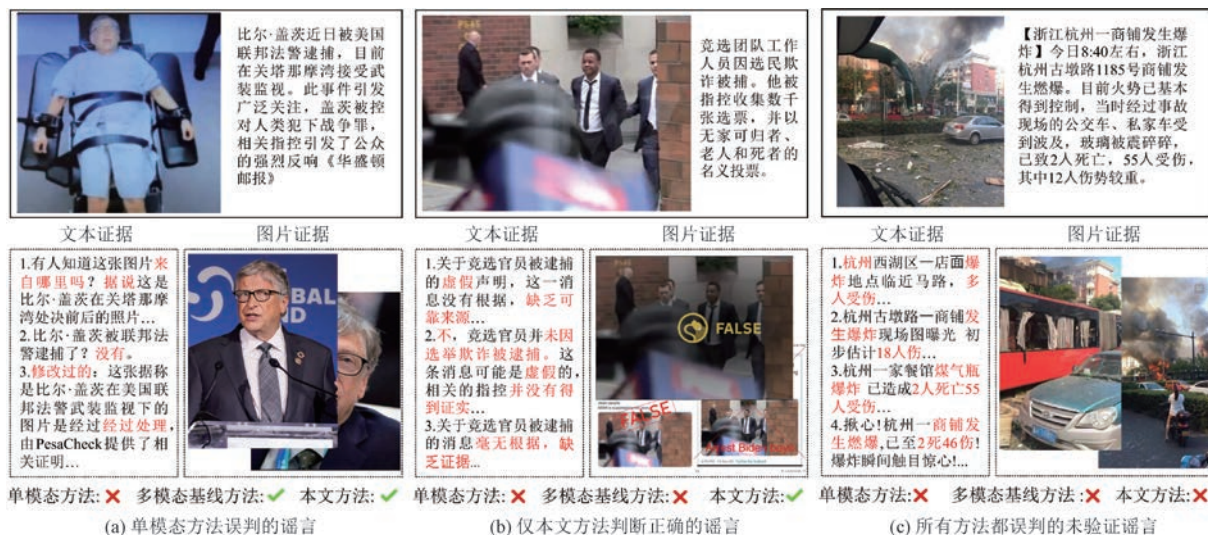 比尔·盖茨近日被美国
联邦法警逮捕，目前
在关塔那摩湾接受武
装监视。此事件引发
广泛关注，盖茨被控
对人类犯下战争罪，
相关指控引发了公众
的强烈反响《华盛顿
邮报》
文本证据
图片证据
1.有人知道这张图片来
自哪里吗？据说这是
比尔·盖茨在关塔那摩
湾处决前后的照片...
2.比尔·盖茨被联邦法
警逮捕了？没有。
3.修改过的：这张据称
是比尔·盖茨在美国联
邦法警武装监视下的
图片是经过经过处理，
由PesaCheck提供了相
关证明...
单模态方法:✗ 多模态基线方法:✓ 本文方法:✓
(a) 单模态方法误判的谣言
竞选团队工作
人员因选民欺
诈被捕。他被
指控收集数千
张选票，并以
无家可归者、
老人和死者的
名义投票。
文本证据
图片证据
1.关于竞选官员被逮捕
的虚假声明，这一消
息没有根据，缺乏可
靠来源...
2.不，竞选官员并未因
选举欺诈被逮捕。这
条消息可能是虚假的，
相关的指控并没有得
到证实...
3.关于竞选官员被逮捕
的消息毫无根据，缺
乏证据...
FALSE
FALSE
单模态方法:✗ 多模态基线方法:✗ 本文方法:✓
(b) 仅本文方法判断正确的谣言
【浙江杭州一商铺发生爆
炸】今日8:40左右，浙江
杭州古墩路1185号商铺发
生燃爆。目前火势已基本
得到控制，当时经过事故
现场的公交车、私家车受
到波及，玻璃被震碎碎，
已致2人死亡，55人受伤，
其中12人伤势较重。
文本证据
图片证据
1.杭州西湖区一店面爆
炸地点临近马路，多
人受伤...
2.杭州古墩路一商铺发
生爆炸现场图曝光 初
步估计18人伤...
3.杭州一家餐馆煤气瓶
爆炸 已造成2人死亡55
人受伤...
4.揪心!杭州一商铺发
生燃爆,已至2死46伤!
爆炸瞬间触目惊心!...
单模态方法:✗ 多模态基线方法:✗ 本文方法:✗
(c) 所有方法都误判的未验证谣言